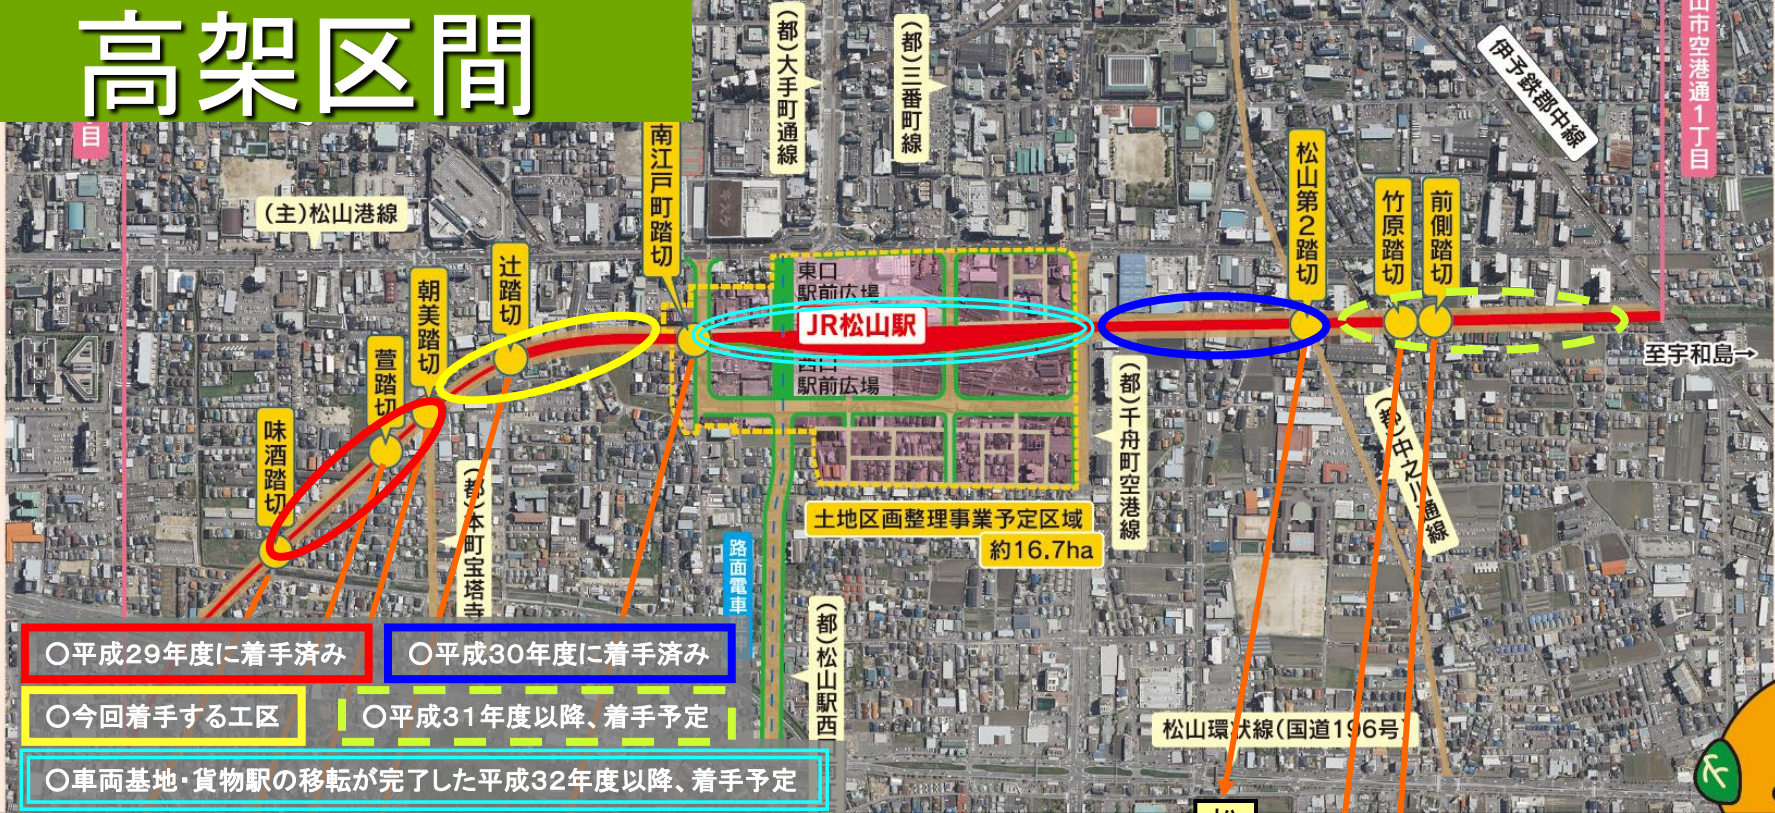 高架区間
目
(主)松山港線
(都)大手町通線
(都)三番町線
伊予鉄郡中線
山市空港通1丁目
南江戸町踏切
松山第2踏切
竹原踏切
前側踏切
辻踏切
朝美踏切
萱踏切
味酒踏切
東口
駅前広場
JR松山駅
西口
駅前広場
至宇和島→
(都)千舟町空港線
(都)中之川通線
(都)本町宝塔寺
土地区画整理事業予定区域
約16.7ha
路面電車
(都)松山駅西
松山環状線(国道196号)
○平成29年度に着手済み
○平成30年度に着手済み
○今回着手する工区
○平成31年度以降、着手予定
○車両基地・貨物駅の移転が完了した平成32年度以降、着手予定